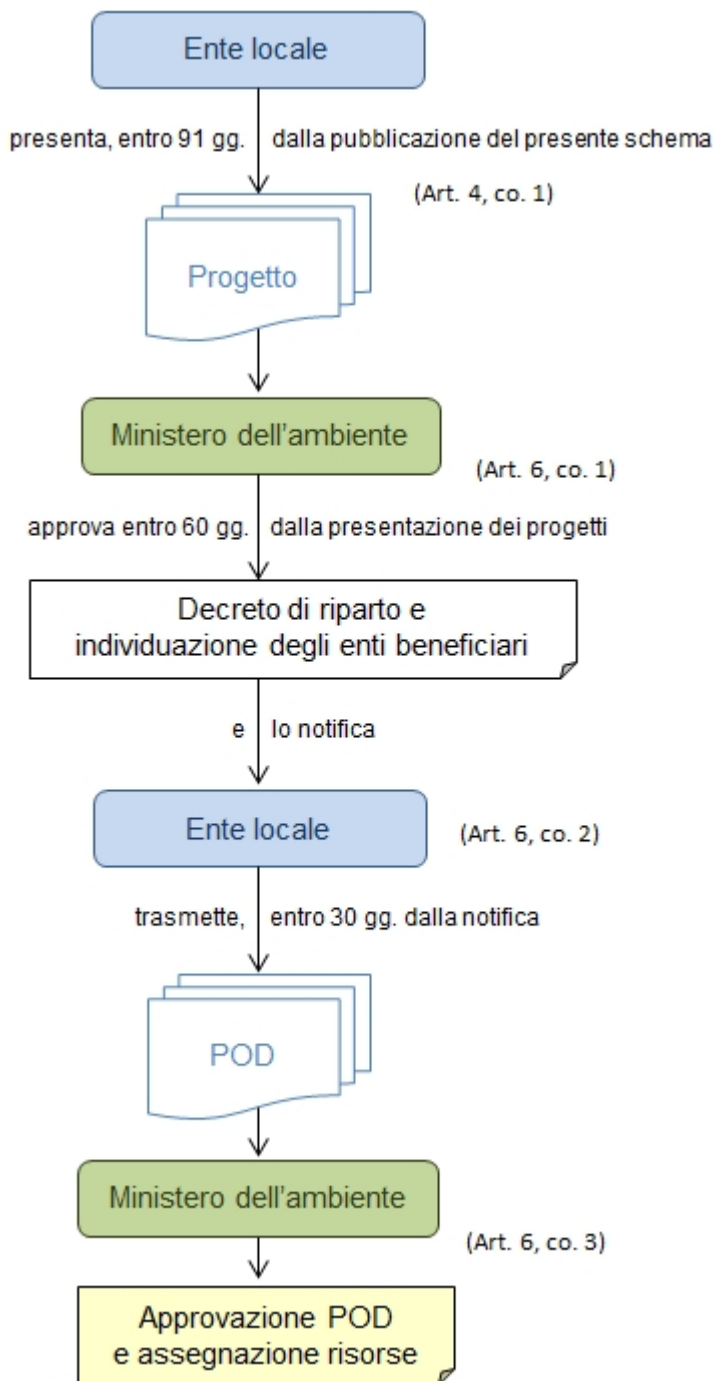 Ente locale
presenta, entro 91 gg. dalla pubblicazione del presente schema
(Art. 4, co. 1)
Progetto
Ministero dell'ambiente
(Art. 6, co. 1)
approva entro 60 gg. dalla presentazione dei progetti
Decreto di riparto e
individuazione degli enti beneficiari
e lo notifica
Ente locale
(Art. 6, co. 2)
trasmette, entro 30 gg. dalla notifica
POD
Ministero dell'ambiente
(Art. 6, co. 3)
Approvazione POD
e assegnazione risorse